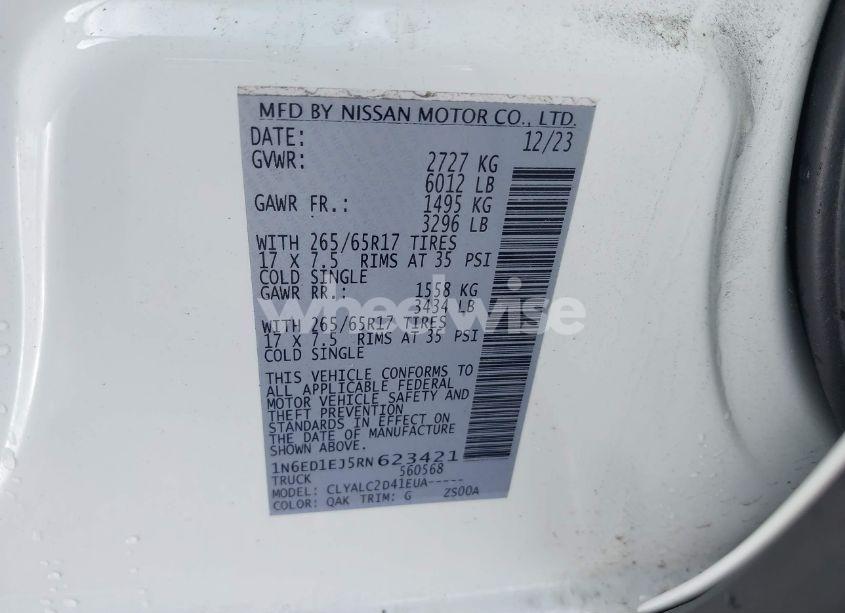 MFD BY NISSAN MOTOR CO., LTD.
DATE: 12/23
GVWR: 2727 KG
6012 LB
GAWR FR.: 1495 KG
3296 LB
WITH 265/65R17 TIRES
17 X 7.5 RIMS AT 35 PSI
COLD SINGLE
GAWR RR.: 1558 KG
3434 LB
WITH 265/65R17 TIRES
17 X 7.5 RIMS AT 35 PSI
COLD SINGLE
THIS VEHICLE CONFORMS TO
ALL APPLICABLE FEDERAL
MOTOR VEHICLE SAFETY AND
THEFT PREVENTION
STANDARDS IN EFFECT ON
THE DATE OF MANUFACTURE
SHOWN ABOVE.
1N6ED1EJ5RN623421
TRUCK 560568
MODEL: CLYALC2D41EUA-----
COLOR: QAK TRIM: G ZS00A
wheelwise